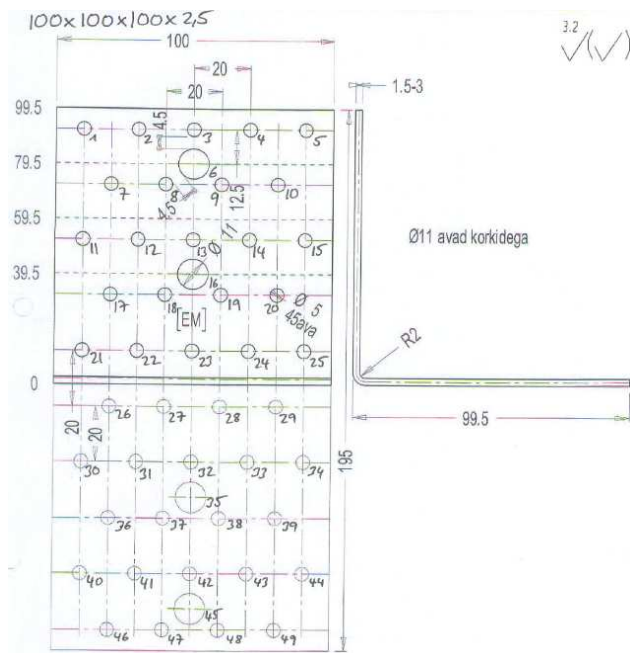 100x100x100x2,5
100
3.2
20
1.5-3
20
99.5
4.5
1 2 3 4 5
79.5
6
7 8 9 10
12.5
4,5
59.5
11 12 13 14 15
Ø 11
Ø11 avad korkidega
39.5
16
17 18 19 20
Ø 5
45ava
[EM]
R2
21 22 23 24 25
0
26 27 28 29
99.5
20
20
30 31 32 33 34
195
35
36 37 38 39
40 41 42 43 44
45
46 47 48 49